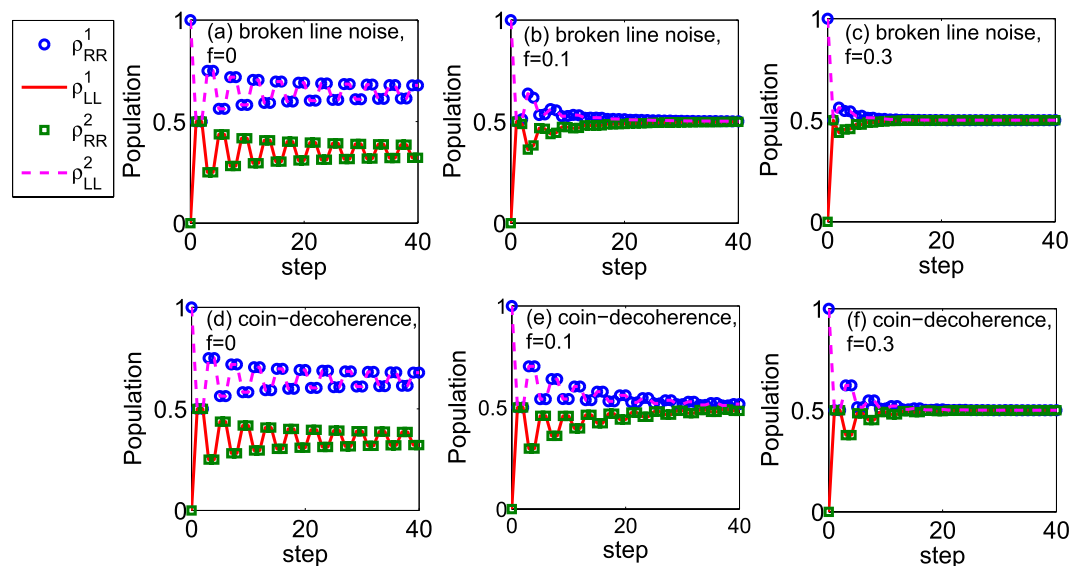 ρ¹RR
ρ¹LL
ρ²RR
ρ²LL
(a) broken line noise,
f=0
1
0.5
0
Population
0 20 40
step
(b) broken line noise,
f=0.1
1
0.5
0
Population
0 20 40
step
(c) broken line noise,
f=0.3
1
0.5
0
Population
0 20 40
step
(d) coin−decoherence,
f=0
1
0.5
0
Population
0 20 40
step
(e) coin−decoherence,
f=0.1
1
0.5
0
Population
0 20 40
step
(f) coin−decoherence,
f=0.3
1
0.5
0
Population
0 20 40
step